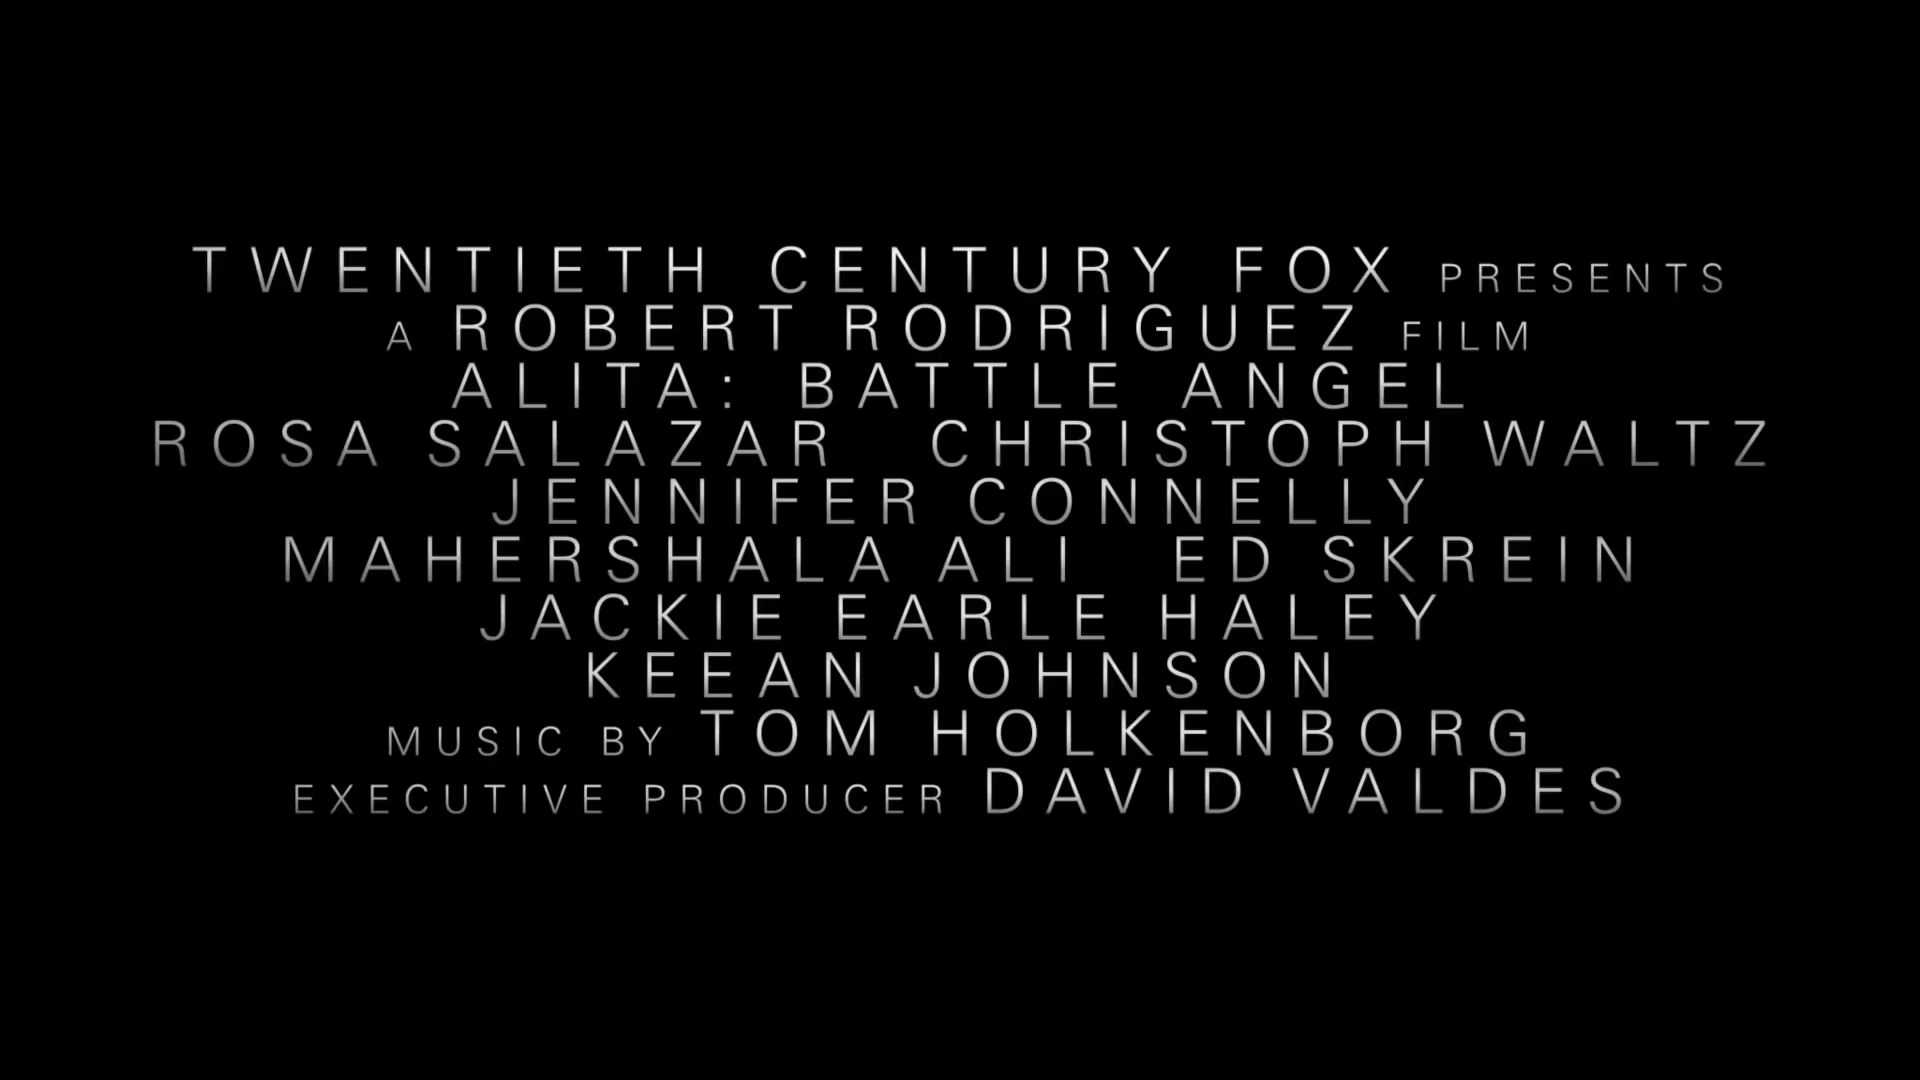 TWENTIETH CENTURY FOX PRESENTS
A ROBERT RODRIGUEZ FILM
ALITA: BATTLE ANGEL
ROSA SALAZAR CHRISTOPH WALTZ
JENNIFER CONNELLY
MAHERSHALA ALI ED SKREIN
JACKIE EARLE HALEY
KEEAN JOHNSON
MUSIC BY TOM HOLKENBORG
EXECUTIVE PRODUCER DAVID VALDES